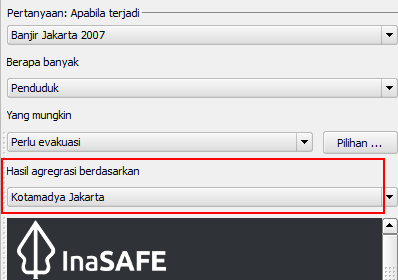 Pertanyaan: Apabila terjadi
Banjir Jakarta 2007
Berapa banyak
Penduduk
Yang mungkin
Perlu evakuasi
Pilihan ...
Hasil agregrasi berdasarkan
Kotamadya Jakarta
InaSAFE